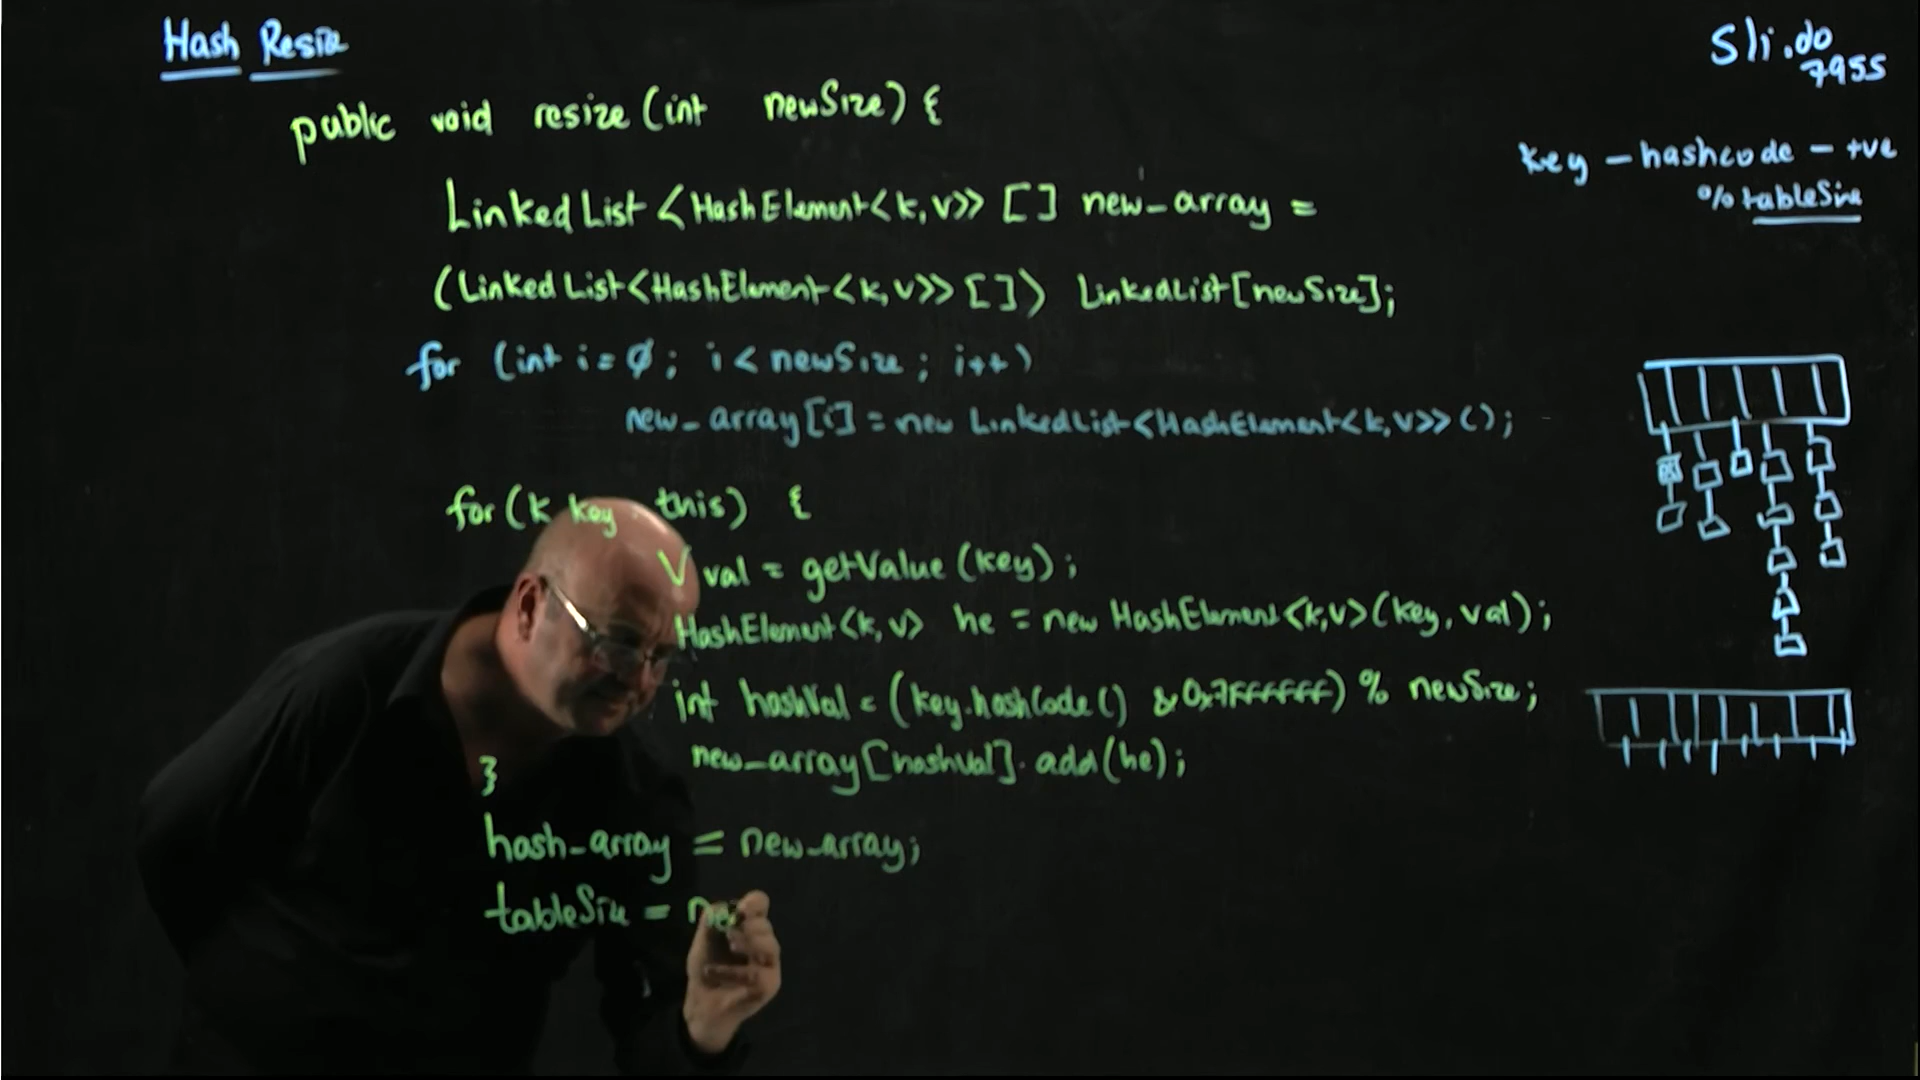 Hash Resize
Sli.do
7955
public void resize (int newSize) {
key - hashcode - +ve
% tableSize
LinkedList <HashElement<k,v>> [] new_array =
(LinkedList<HashElement<k,v>> []) LinkedList[newSize];
for (int i=0; i < newSize; i++)
new_array[i] = new LinkedList<HashElement<k,v>>();
for (k key : this) {
V val = getValue (key);
HashElement<k,v> he = new HashElement<k,v>(key, val);
int hashVal = (key.hashCode() & 0x7FFFFFFF) % newSize;
new_array[hashVal].add(he);
}
hash_array = new_array;
tableSize = ne